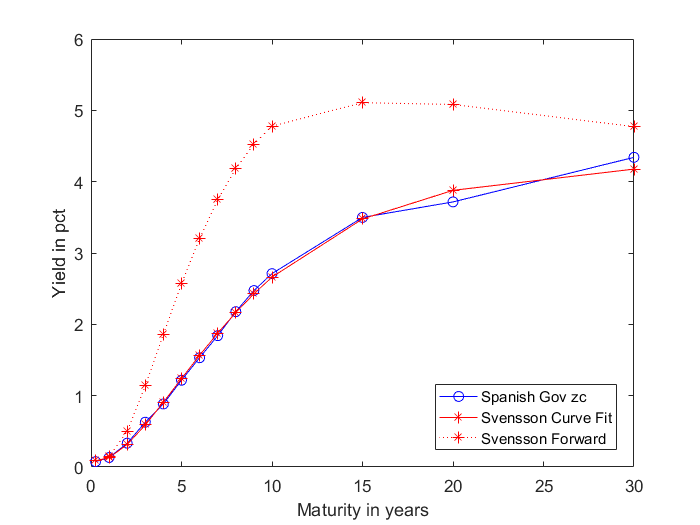 6
5
4
3
2
1
0
Yield in pct
0
5
10
15
20
25
30
Maturity in years
Spanish Gov zc
Svensson Curve Fit
Svensson Forward